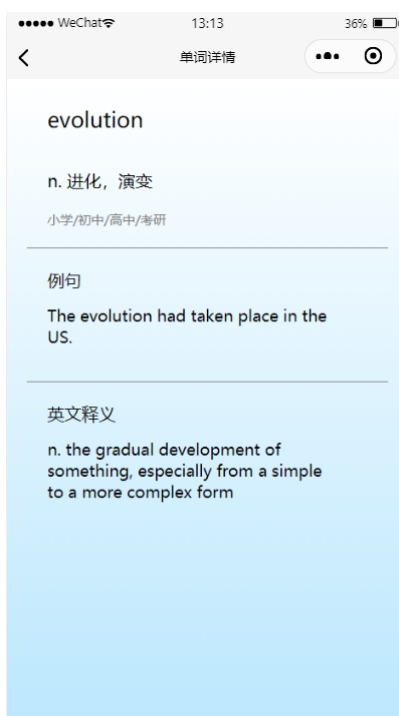 WeChat 13:13 36%
单词详情
evolution
n. 进化，演变
小学/初中/高中/考研
例句
The evolution had taken place in the
US.
英文释义
n. the gradual development of
something, especially from a simple
to a more complex form